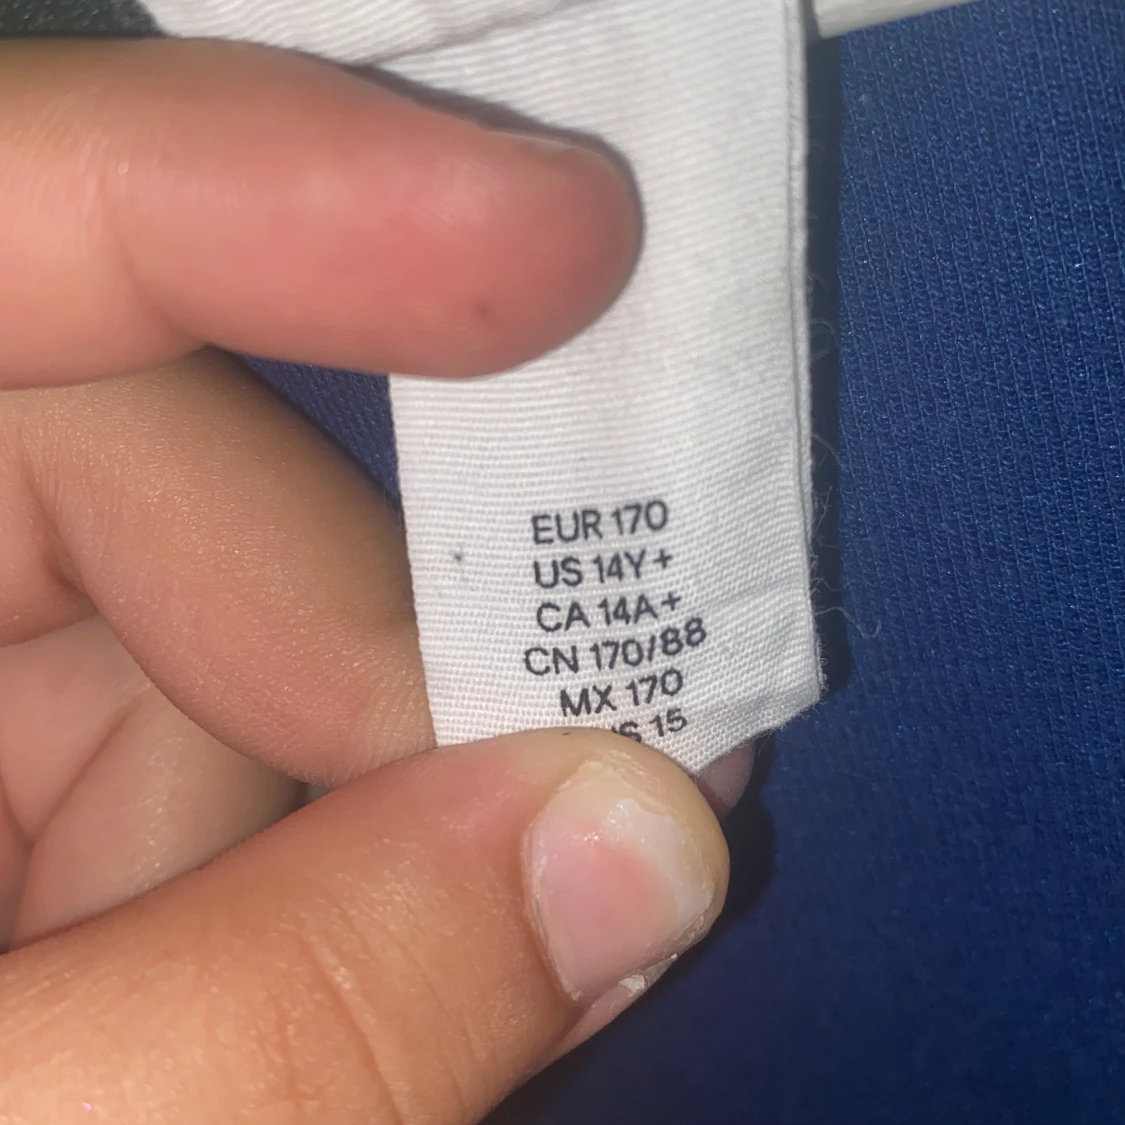 EUR 170
US 14Y+
CA 14A+
CN 170/88
MX 170
15